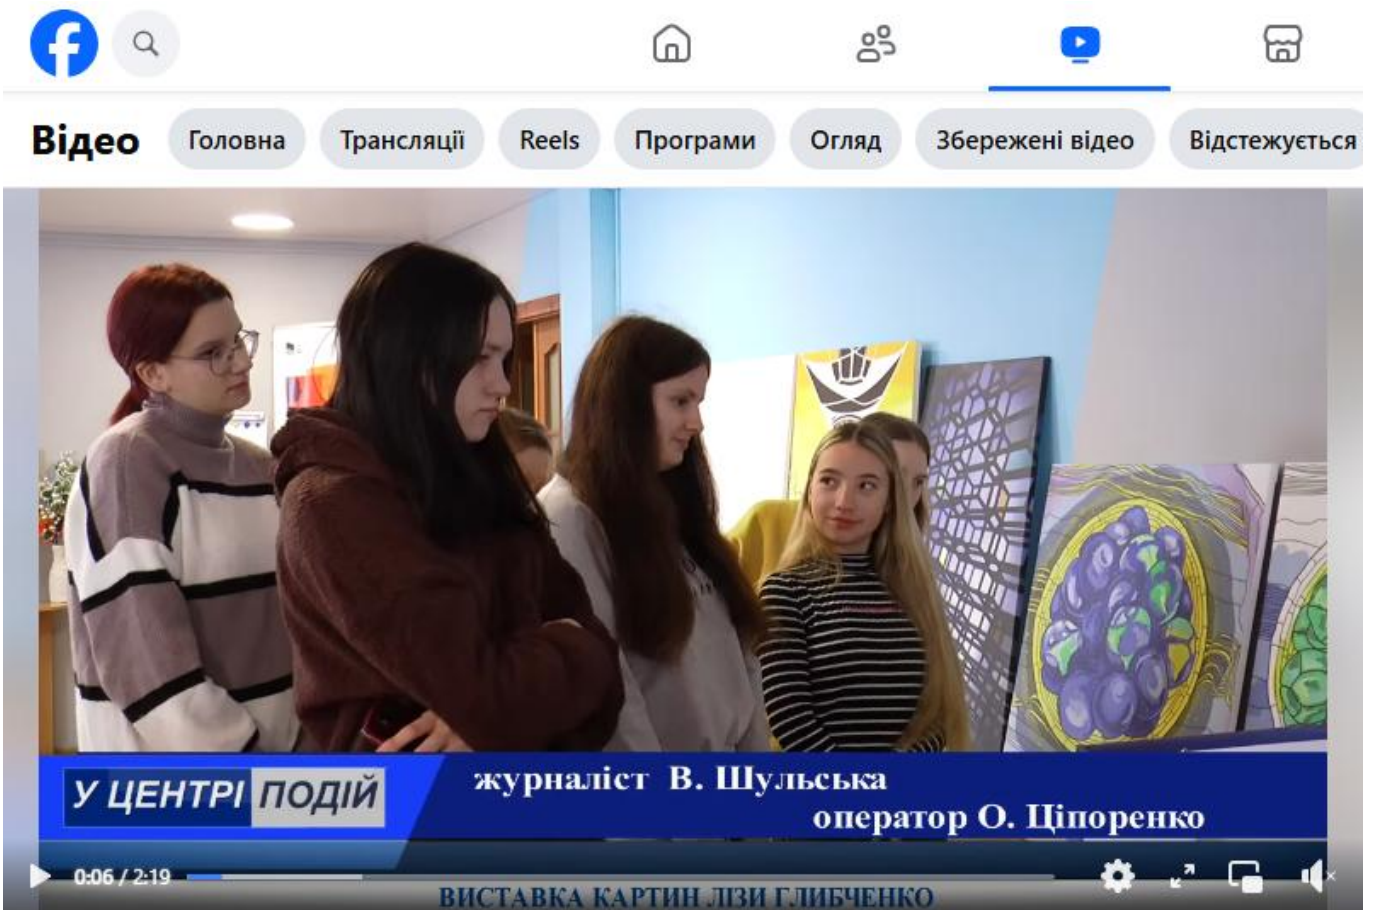 Відео
Головна
Трансляції
Reels
Програми
Огляд
Збережені відео
Відстежується
У ЦЕНТРІ ПОДІЙ
журналіст В. Шульська
оператор О. Ціпоренко
0:06 / 2:19
ВИСТАВКА КАРТИН ЛІЗИ ГЛИБЧЕНКО